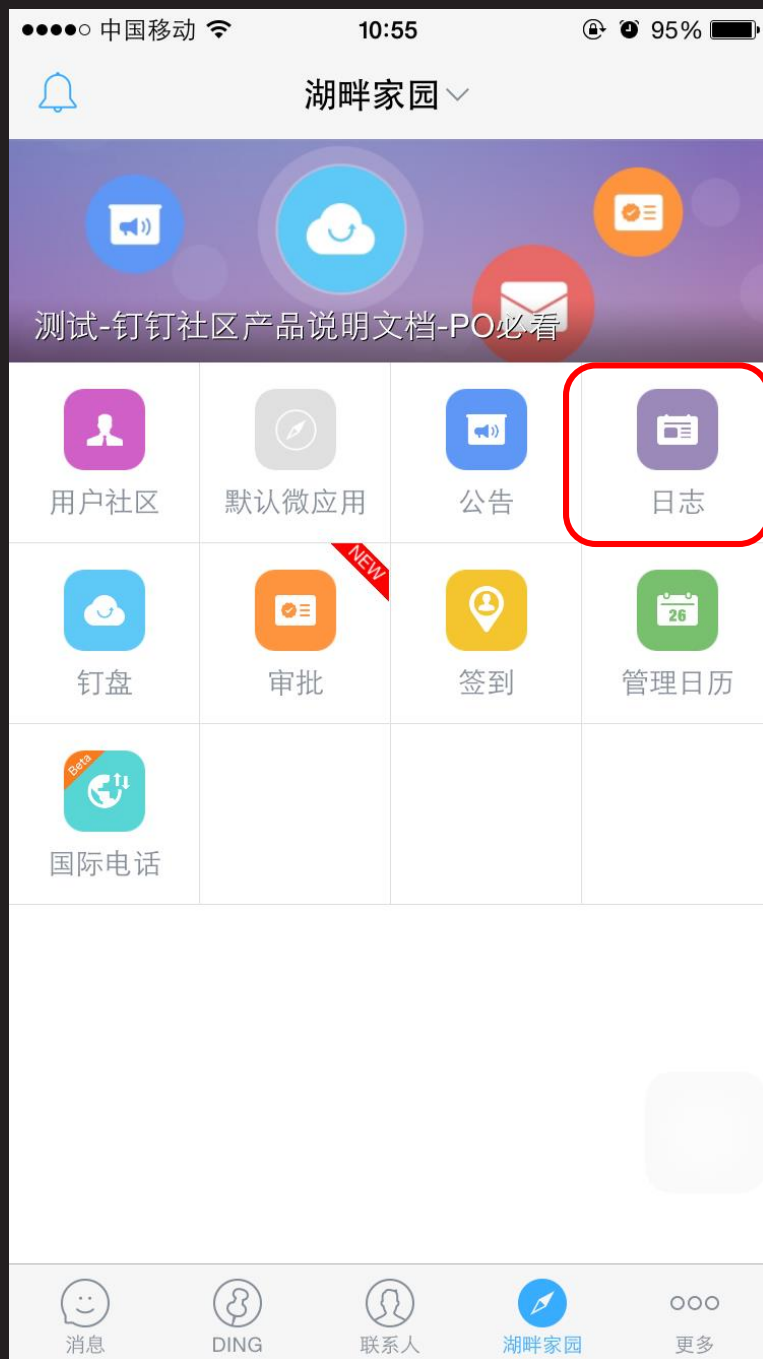 中国移动 10:55 95%
湖畔家园
测试-钉钉社区产品说明文档-PO必看
用户社区 默认微应用 公告 日志
NEW
26
钉盘 审批 签到 管理日历
Beta
国际电话
消息 DING 联系人 湖畔家园 更多